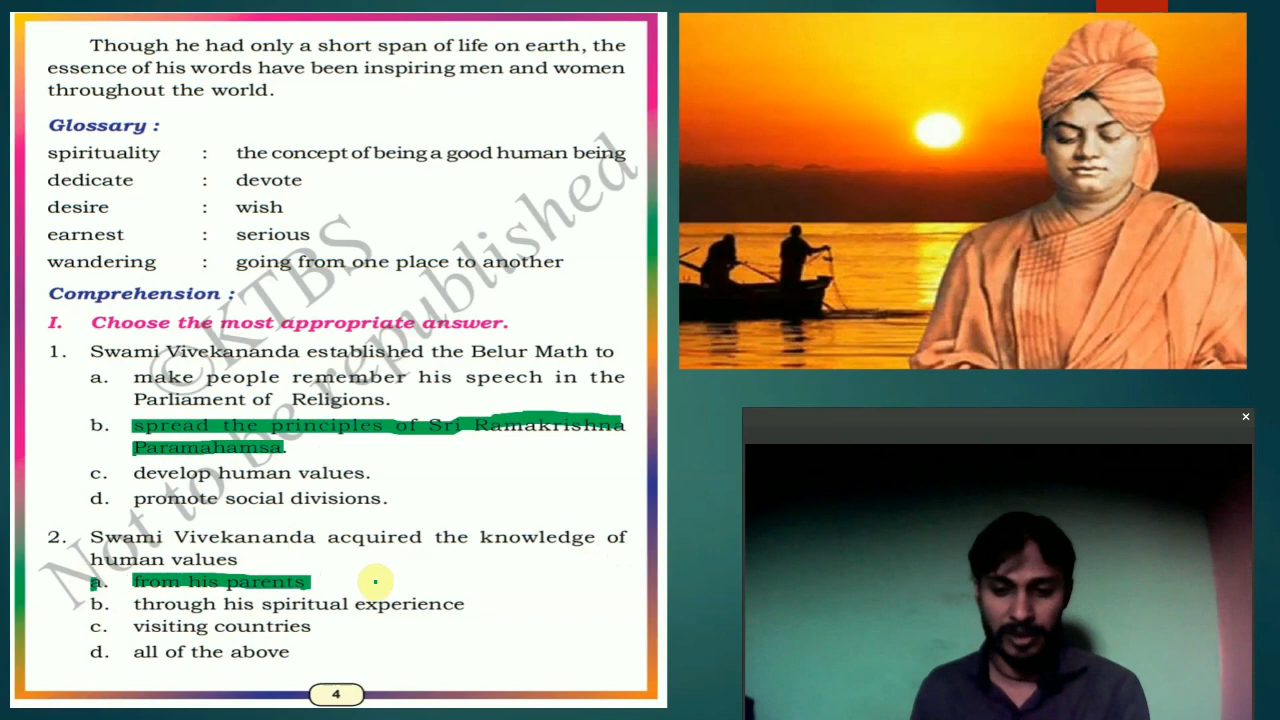 Though he had only a short span of life on earth, the
essence of his words have been inspiring men and women
throughout the world.
Glossary :
spirituality : the concept of being a good human being
dedicate : devote
desire : wish
earnest : serious
wandering : going from one place to another
Comprehension :
I. Choose the most appropriate answer.
1. Swami Vivekananda established the Belur Math to
a. make people remember his speech in the
Parliament of Religions.
b. spread the principles of Sri Ramakrishna
Paramahamsa.
c. develop human values.
d. promote social divisions.
2. Swami Vivekananda acquired the knowledge of
human values
a. from his parents
b. through his spiritual experience
c. visiting countries
d. all of the above
4
©KTBS
Not to be republished